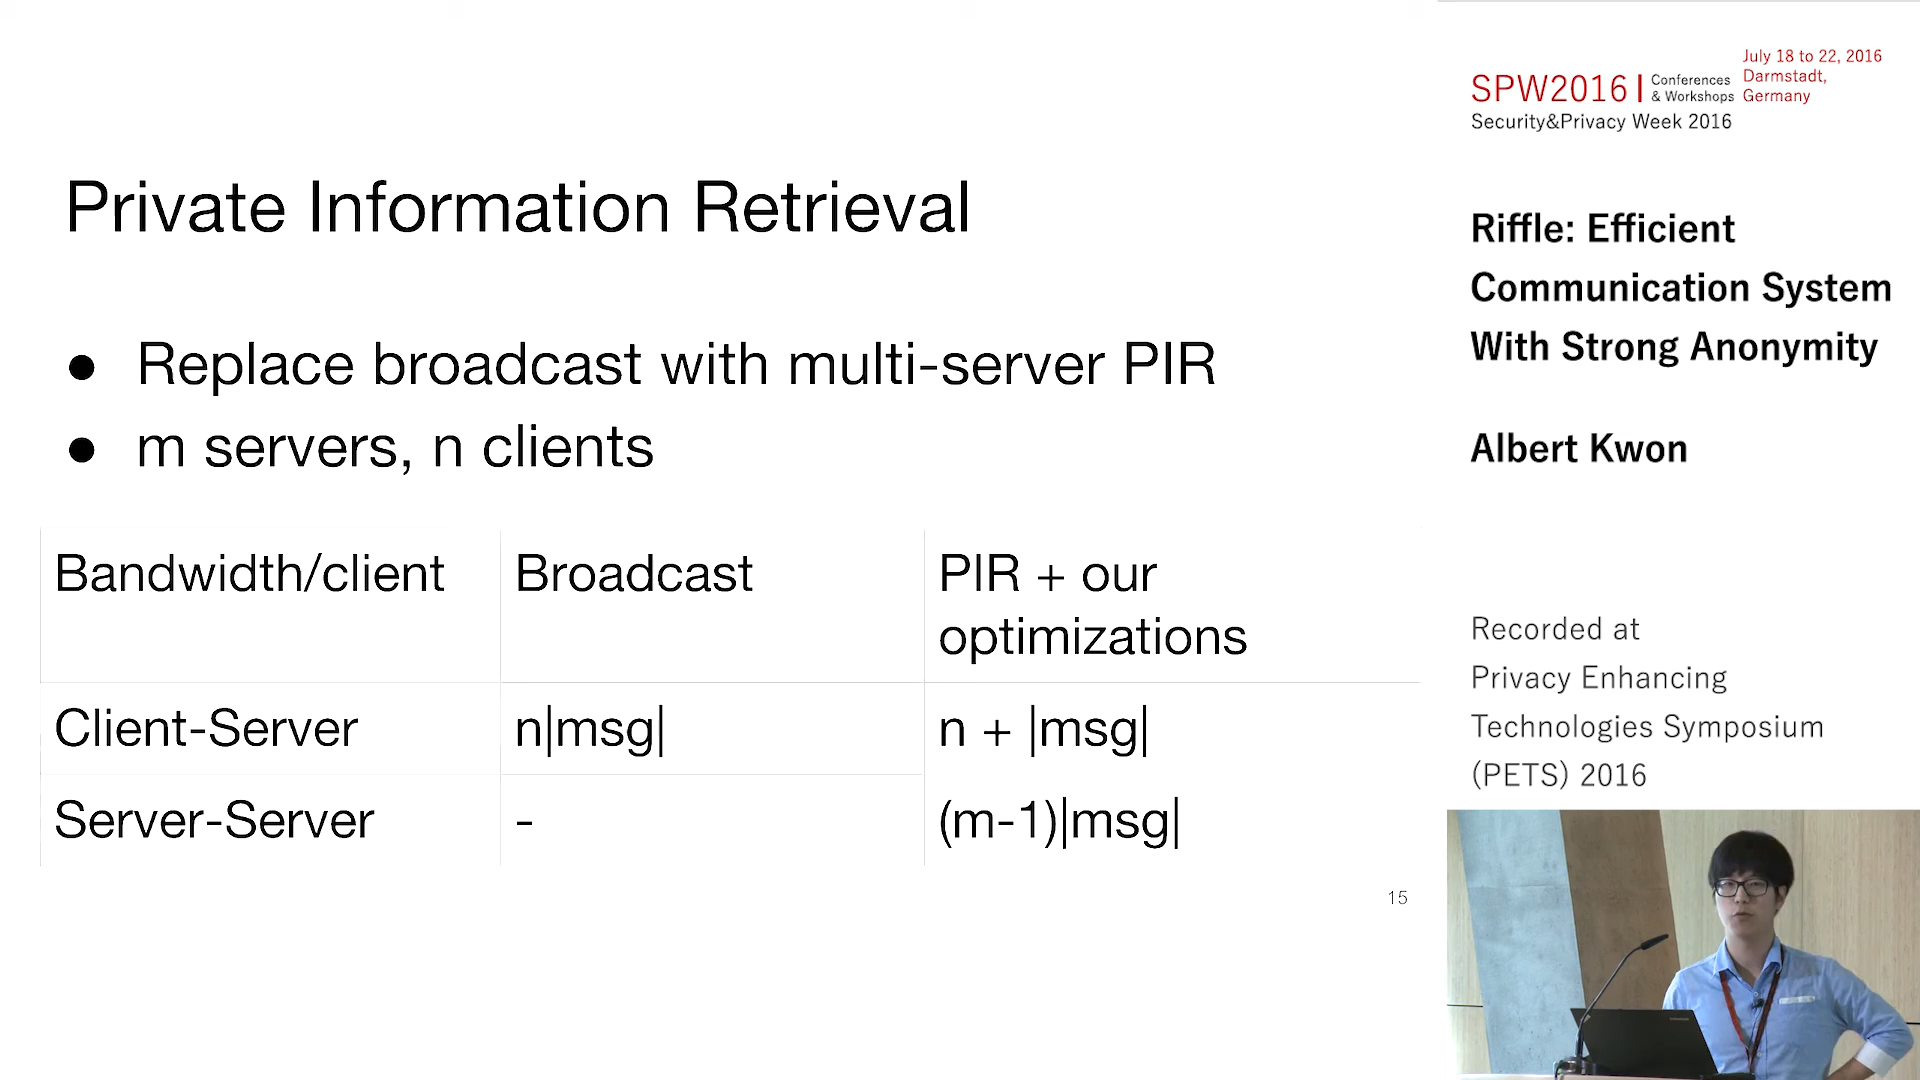 Private Information Retrieval
● Replace broadcast with multi-server PIR
● m servers, n clients
Bandwidth/client Broadcast PIR + our
optimizations
Client-Server n|msg| n + |msg|
Server-Server - (m-1)|msg|
15
July 18 to 22, 2016
Darmstadt,
Germany
SPW2016 | Conferences
& Workshops
Security&Privacy Week 2016
Riffle: Efficient
Communication System
With Strong Anonymity
Albert Kwon
Recorded at
Privacy Enhancing
Technologies Symposium
(PETS) 2016